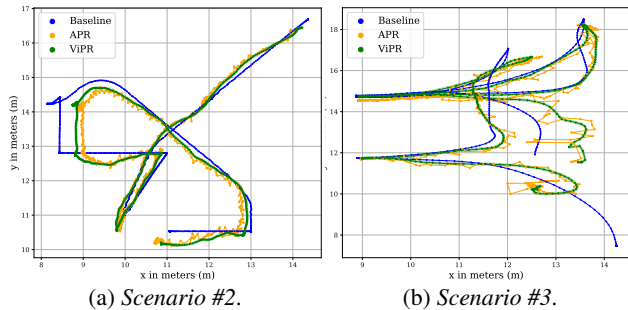 Baseline
APR
ViPR
17
16
15
14
13
12
11
10
y in meters (m)
8 9 10 11 12 13 14
x in meters (m)
(a) Scenario #2.
Baseline
APR
ViPR
18
16
14
12
10
8
9 10 11 12 13 14
x in meters (m)
(b) Scenario #3.